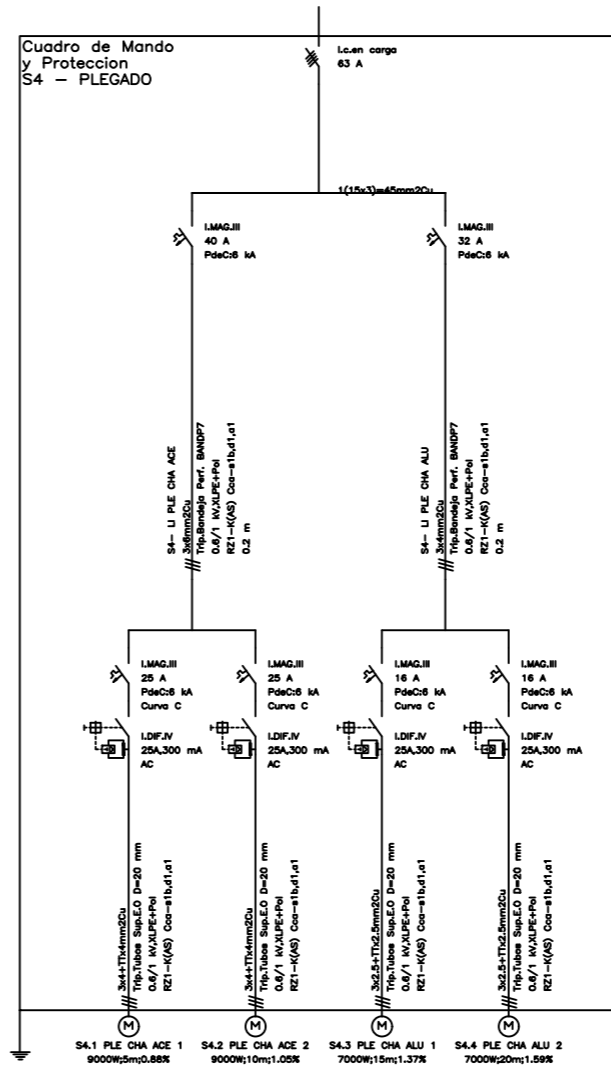 Cuadro de Mando
y Proteccion
S4 – PLEGADO
I.c.en carga
63 A
1(15x3)=45mm2Cu
I.MAG.III
40 A
PdeC:6 kA
I.MAG.III
32 A
PdeC:6 kA
S4– LI PLE CHA ACE
3x6mm2Cu
Trip.Bandeja Perf. BANDP7
0.6/1 kV,XLPE+Pol
RZ1–K(AS) Cca–s1b,d1,a1
0.2 m
S4– LI PLE CHA ALU
3x4mm2Cu
Trip.Bandeja Perf. BANDP7
0.6/1 kV,XLPE+Pol
RZ1–K(AS) Cca–s1b,d1,a1
0.2 m
I.MAG.III
25 A
PdeC:6 kA
Curva C
I.MAG.III
25 A
PdeC:6 kA
Curva C
I.MAG.III
16 A
PdeC:6 kA
Curva C
I.MAG.III
16 A
PdeC:6 kA
Curva C
I.DIF.IV
25A,300 mA
AC
I.DIF.IV
25A,300 mA
AC
I.DIF.IV
25A,300 mA
AC
I.DIF.IV
25A,300 mA
AC
3x4+TTx4mm2Cu
Trip.Tubos Sup.E.O D=20 mm
0.6/1 kV,XLPE+Pol
RZ1–K(AS) Cca–s1b,d1,a1
3x4+TTx4mm2Cu
Trip.Tubos Sup.E.O D=20 mm
0.6/1 kV,XLPE+Pol
RZ1–K(AS) Cca–s1b,d1,a1
3x2.5+TTx2.5mm2Cu
Trip.Tubos Sup.E.O D=20 mm
0.6/1 kV,XLPE+Pol
RZ1–K(AS) Cca–s1b,d1,a1
3x2.5+TTx2.5mm2Cu
Trip.Tubos Sup.E.O D=20 mm
0.6/1 kV,XLPE+Pol
RZ1–K(AS) Cca–s1b,d1,a1
M
M
M
M
S4.1 PLE CHA ACE 1
9000W;5m;0.88%
S4.2 PLE CHA ACE 2
9000W;10m;1.05%
S4.3 PLE CHA ALU 1
7000W;15m;1.37%
S4.4 PLE CHA ALU 2
7000W;20m;1.59%